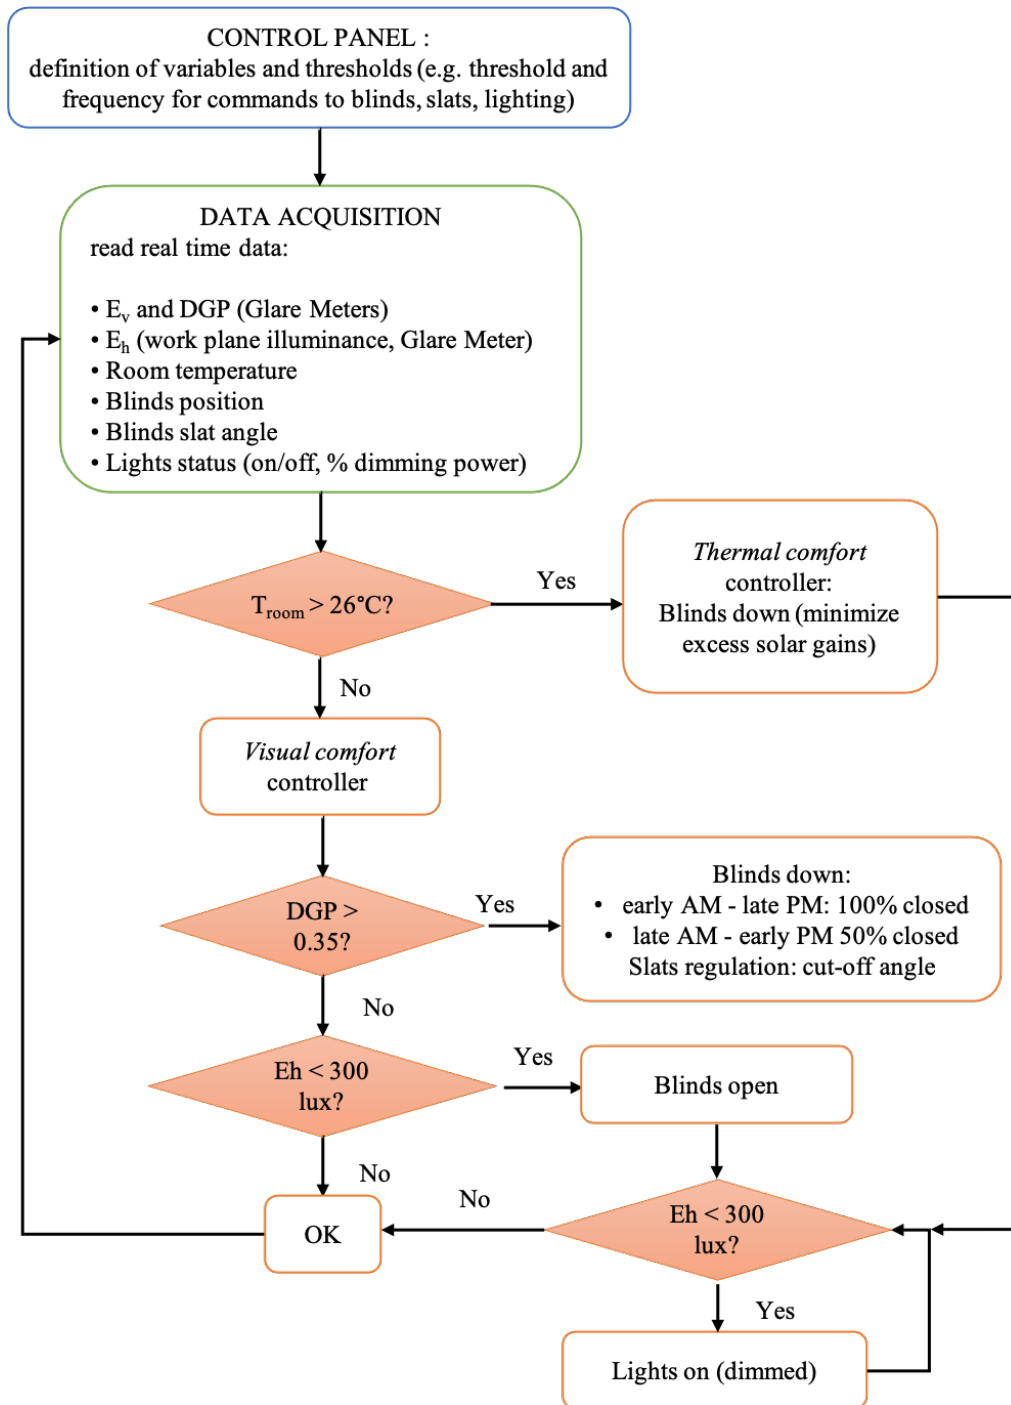 CONTROL PANEL :
definition of variables and thresholds (e.g. threshold and
frequency for commands to blinds, slats, lighting)
DATA ACQUISITION
read real time data:
• Ev and DGP (Glare Meters)
• Eh (work plane illuminance, Glare Meter)
• Room temperature
• Blinds position
• Blinds slat angle
• Lights status (on/off, % dimming power)
Troom > 26°C?
Yes
Thermal comfort
controller:
Blinds down (minimize
excess solar gains)
No
Visual comfort
controller
DGP >
0.35?
Yes
Blinds down:
• early AM - late PM: 100% closed
• late AM - early PM 50% closed
Slats regulation: cut-off angle
No
Eh < 300
lux?
Yes
Blinds open
No
OK
No
Eh < 300
lux?
Yes
Lights on (dimmed)